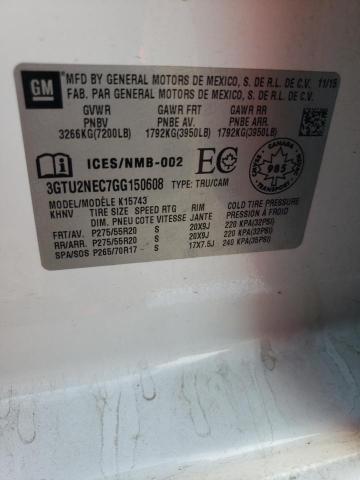 GM MFD BY GENERAL MOTORS DE MEXICO, S. DE R.L. DE C.V. 11/15
FAB. PAR GENERAL MOTORS DE MEXICO, S. DE R.L. DE C.V.
GVWR GAWR FRT GAWR RR
PNBV PNBE AV. PNBE ARR.
3266KG(7200LB) 1792KG(3950LB) 1792KG(3950LB)
ICES/NMB-002 EC CANADA 985
3GTU2NEC7GG150608 TYPE: TRU/CAM
MODEL/MODÈLE K15743
KHNV TIRE SIZE SPEED RTG RIM COLD TIRE PRESSURE
DIM. PNEU COTE VITESSE JANTE PRESSION A FROID
FRT/AV. P275/55R20 S 20X9J 220 KPA(32PSI)
RR/ARR. P275/55R20 S 20X9J 220 KPA(32PSI)
SPA/SOS P265/70R17 S 17X7.5J 240 KPA(35PSI)